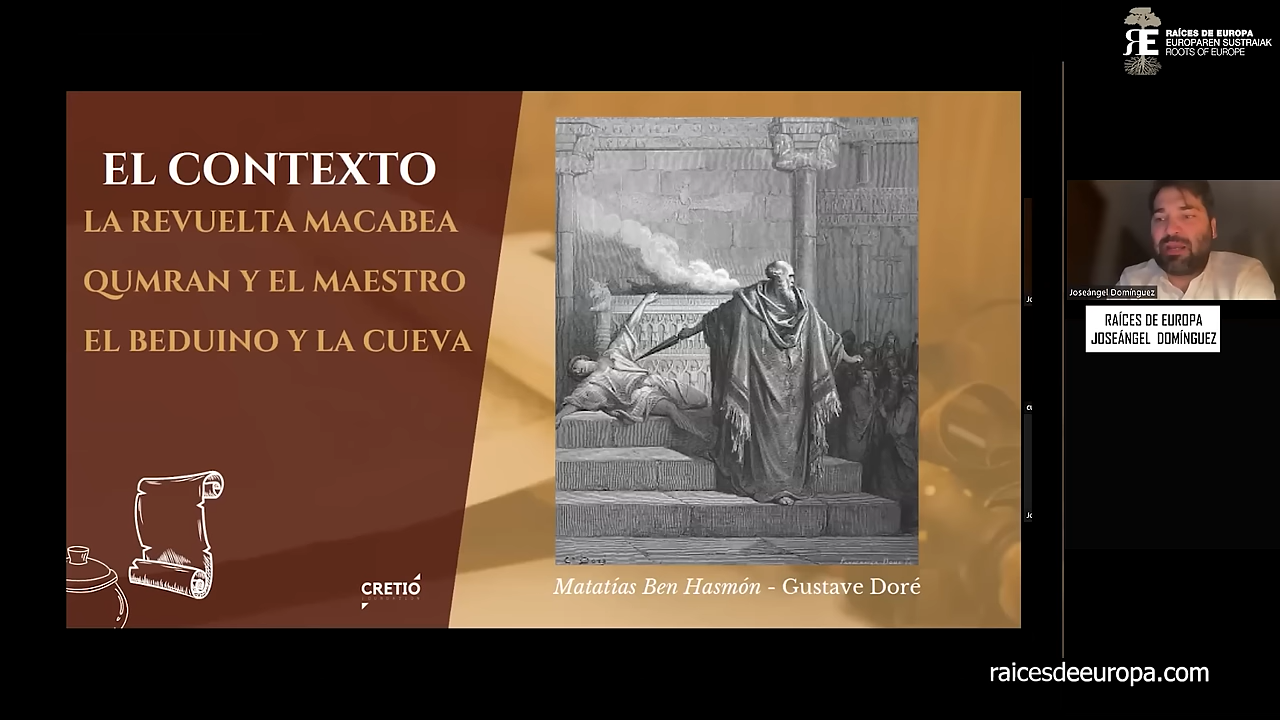 RAÍCES DE EUROPA
EUROPAREN SUSTRAIAK
ROOTS OF EUROPE
RE
EL CONTEXTO
LA REVUELTA MACABEA
QUMRAN Y EL MAESTRO
EL BEDUINO Y LA CUEVA
CRETIO
Matatías Ben Hasmón - Gustave Doré
Joseángel Domínguez
RAÍCES DE EUROPA
JOSEÁNGEL DOMÍNGUEZ
raicesdeeuropa.com